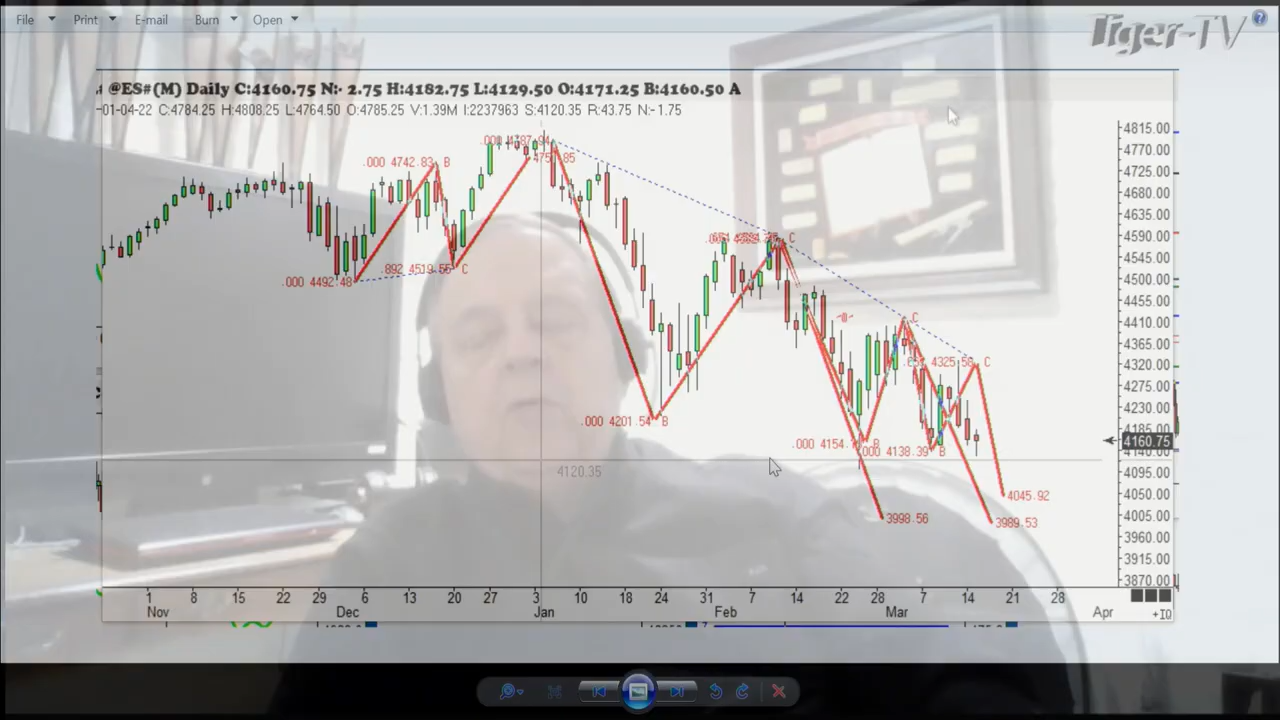 File Print E-mail Burn Open
Tiger-TV
@ES#(M) Daily C:4160.75 N:- 2.75 H:4182.75 L:4129.50 O:4171.25 B:4160.50 A
-01-04-22 C:4784.25 H:4808.25 L:4764.50 O:4785.25 V:1.39M I:2237963 S:4120.35 R:43.75 N:-1.75
4815.00
4770.00
4725.00
4680.00
4635.00
4590.00
4545.00
4500.00
4455.00
4410.00
4365.00
4320.00
4275.00
4230.00
4185.00
4160.75
4140.00
4095.00
4050.00
4005.00
3960.00
3915.00
3870.00
.000 4742.83 B
.000 4492.48
.892 4519.55 C
C
.000 4201.54 B
C
4325.58 C
.000 4138.39 B
4120.35
4045.92
3998.56
3989.53
1 8 15 22 29 6 13 20 27 3 10 18 24 31 7 14 22 28 7 14 21 28
Nov Dec Jan Feb Mar Apr
+IQ